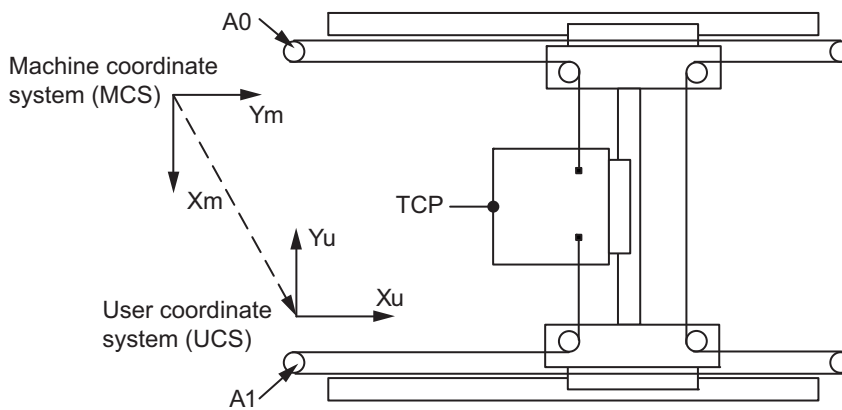 A0
Machine coordinate
system (MCS)
Ym
Xm
TCP
Yu
Xu
User coordinate
system (UCS)
A1